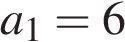 a₁ = 6